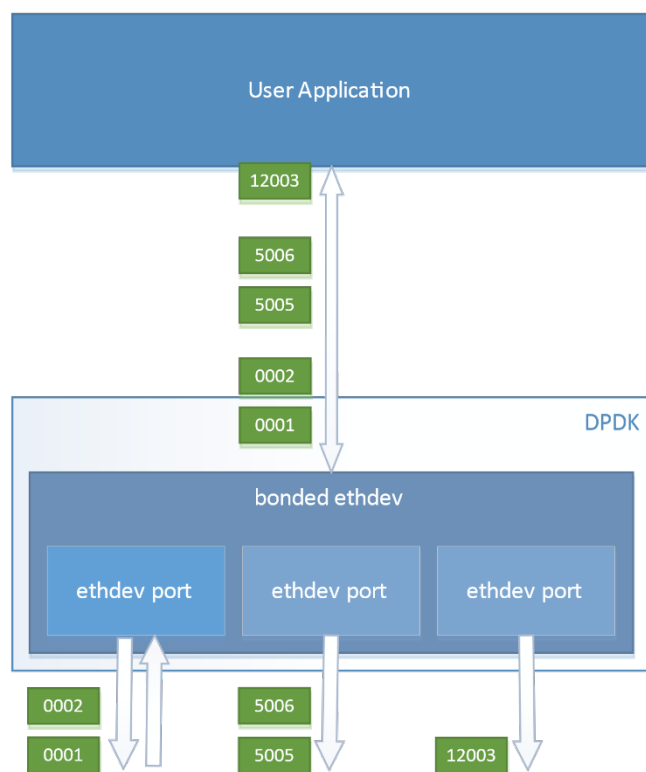 User Application
12003
5006
5005
0002
0001
DPDK
bonded ethdev
ethdev port
ethdev port
ethdev port
0002
5006
0001
5005
12003